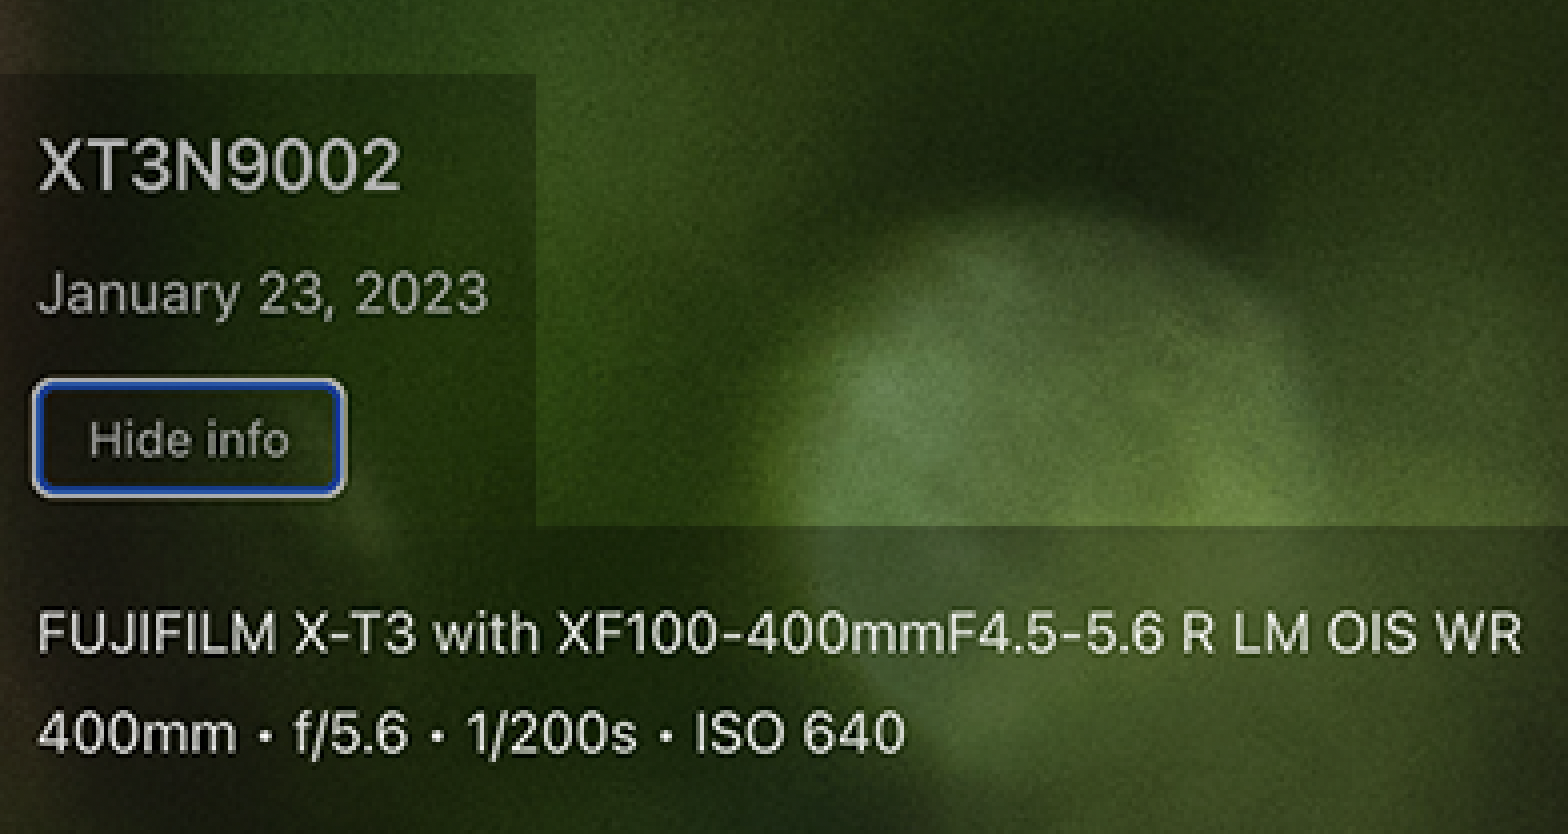 XT3N9002
January 23, 2023
Hide info
FUJIFILM X-T3 with XF100-400mmF4.5-5.6 R LM OIS WR
400mm • f/5.6 • 1/200s • ISO 640